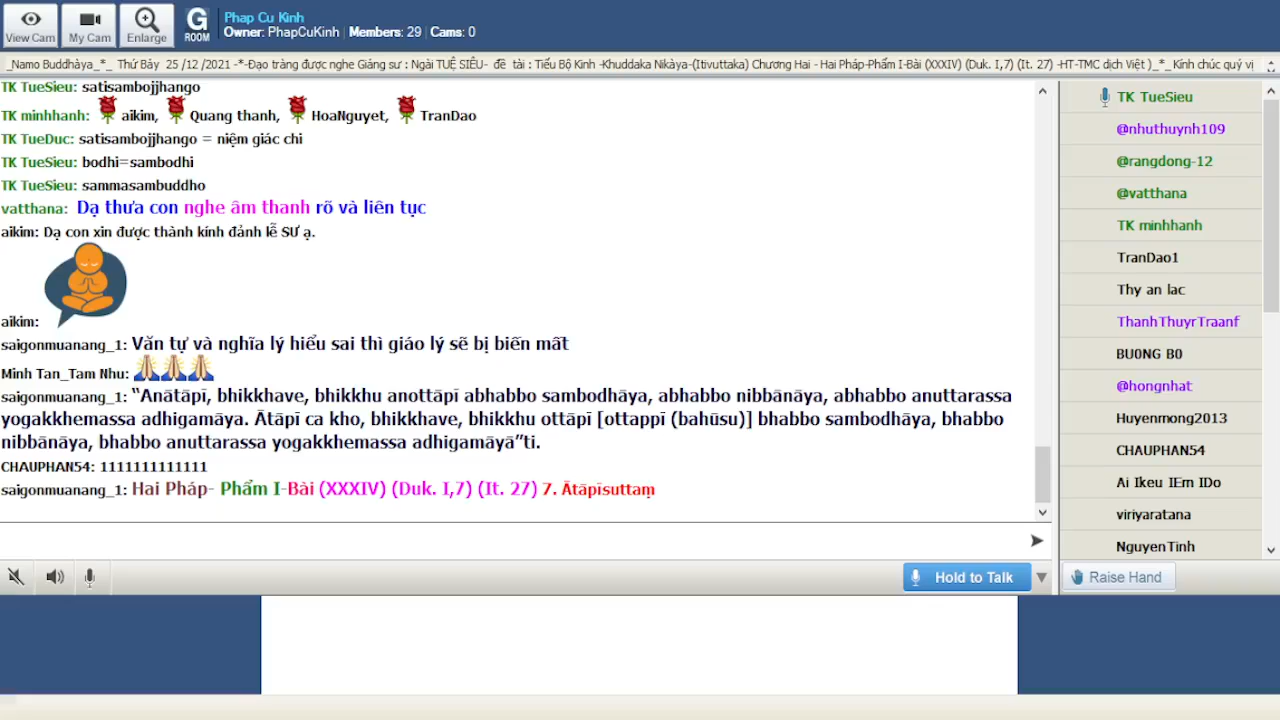 View Cam
My Cam
Enlarge
G
ROOM
Phap Cu Kinh
Owner: PhapCuKinh | Members: 29 | Cams: 0
_Namo Buddhàya_*_ Thứ Bảy 25 /12 /2021 -*-Đạo tràng được nghe Giảng sư : Ngài TUỆ SIÊU- đề tài : Tiểu Bộ Kinh -Khuddaka Nikàya-(Itivuttaka) Chương Hai - Hai Pháp-Phẩm I-Bài (XXXIV) (Duk. I,7) (It. 27) -HT-TMC dịch Việt )_*_Kính chúc quý vị
TK TueSieu: satisambojjhango
TK minhhanh: aikim, Quang thanh, HoaNguyet, TranDao
TK TueDuc: satisambojjhango = niệm giác chi
TK TueSieu: bodhi=sambodhi
TK TueSieu: sammasambuddho
vatthana: Dạ thưa con nghe âm thanh rõ và liên tục
aikim: Dạ con xin được thành kính đảnh lễ SƯ ạ.
aikim:
saigonmuanang_1: Văn tự và nghĩa lý hiểu sai thì giáo lý sẽ bị biến mất
Minh Tan_Tam Nhu:
saigonmuanang_1: “Anātāpī, bhikkhave, bhikkhu anottāpī abhabbo sambodhāya, abhabbo nibbānāya, abhabbo anuttarassa
yogakkhemassa adhigamāya. Ātāpī ca kho, bhikkhave, bhikkhu ottāpī [ottappī (bahūsu)] bhabbo sambodhāya, bhabbo
nibbānāya, bhabbo anuttarassa yogakkhemassa adhigamāyā”ti.
CHAUPHAN54: 1111111111111
saigonmuanang_1: Hai Pháp- Phẩm I-Bài (XXXIV) (Duk. I,7) (It. 27) 7. Ātāpīsuttaṃ
TK TueSieu
@nhuthuynh109
@rangdong-12
@vatthana
TK minhhanh
TranDao1
Thy an lac
ThanhThuyrTraanf
BU0NG B0
@hongnhat
Huyenmong2013
CHAUPHAN54
Ai Ikeu IEm IDo
viriyaratana
NguyenTinh
Hold to Talk
Raise Hand